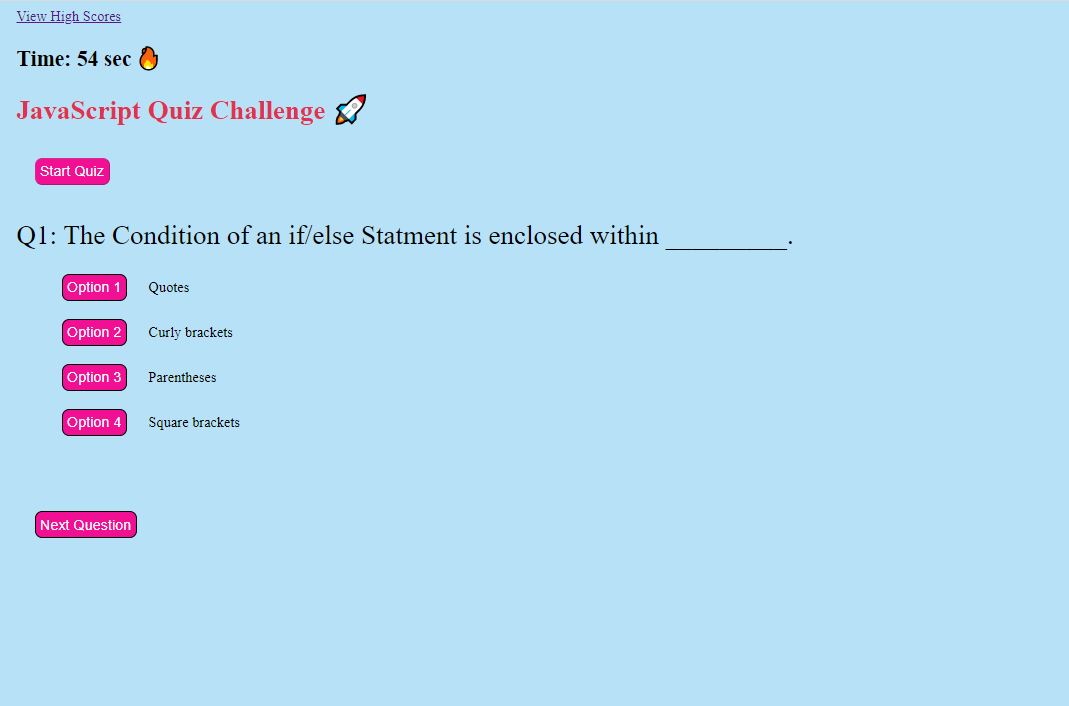 View High Scores
Time: 54 sec 🔥
JavaScript Quiz Challenge 🚀
Start Quiz
Q1: The Condition of an if/else Statment is enclosed within _________.
Option 1 Quotes
Option 2 Curly brackets
Option 3 Parentheses
Option 4 Square brackets
Next Question